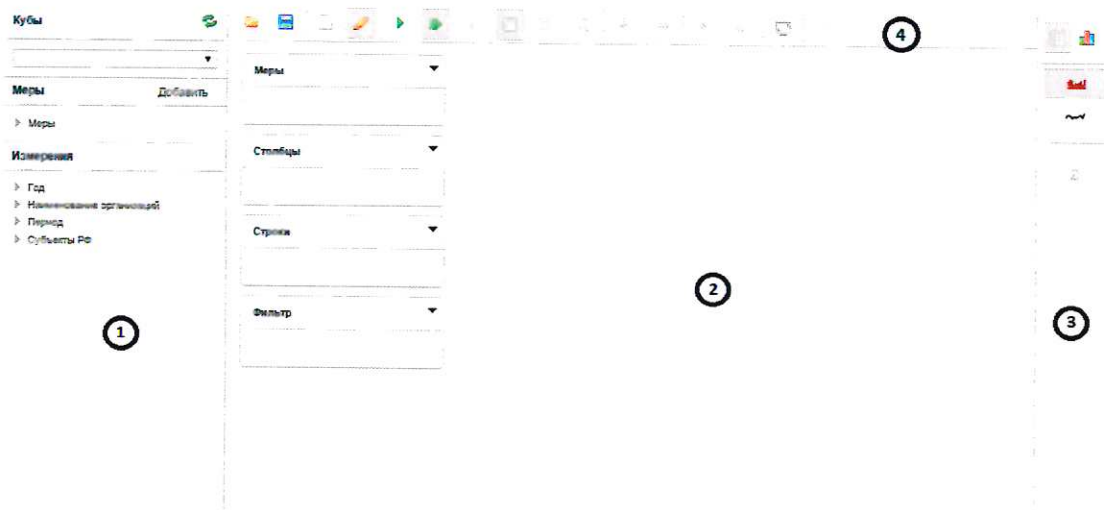 Кубы
Меры
Добавить
Меры
Измерения
Год
Наименование организаций
Период
Субъекты РФ
1
Меры
Столбцы
Строки
Фильтр
2
4
3